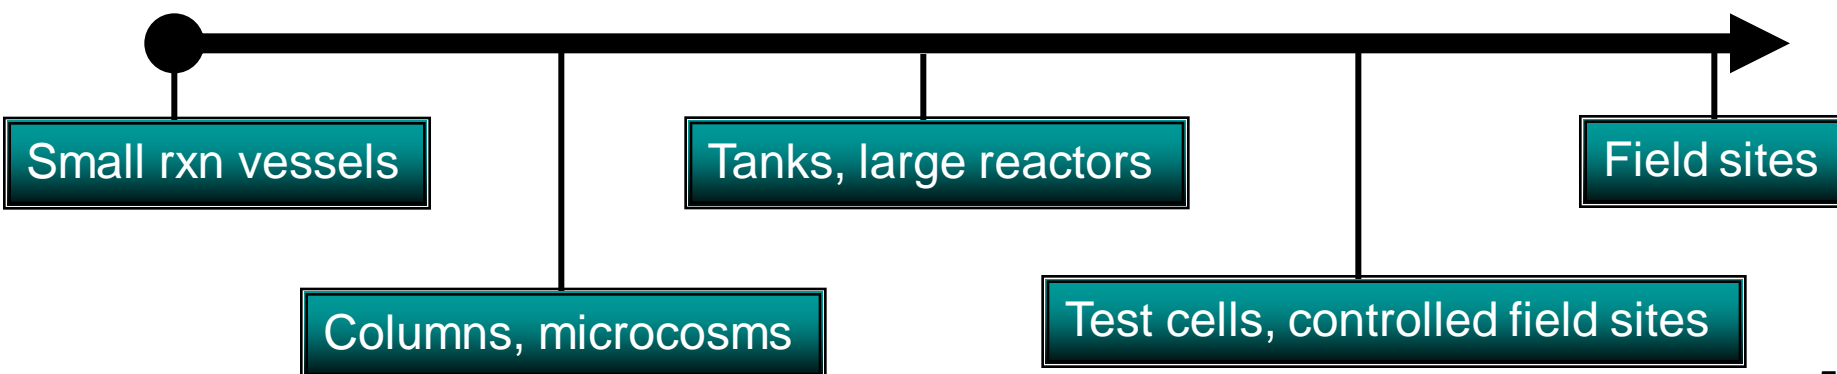 Small rxn vessels
Tanks, large reactors
Field sites
Columns, microcosms
Test cells, controlled field sites